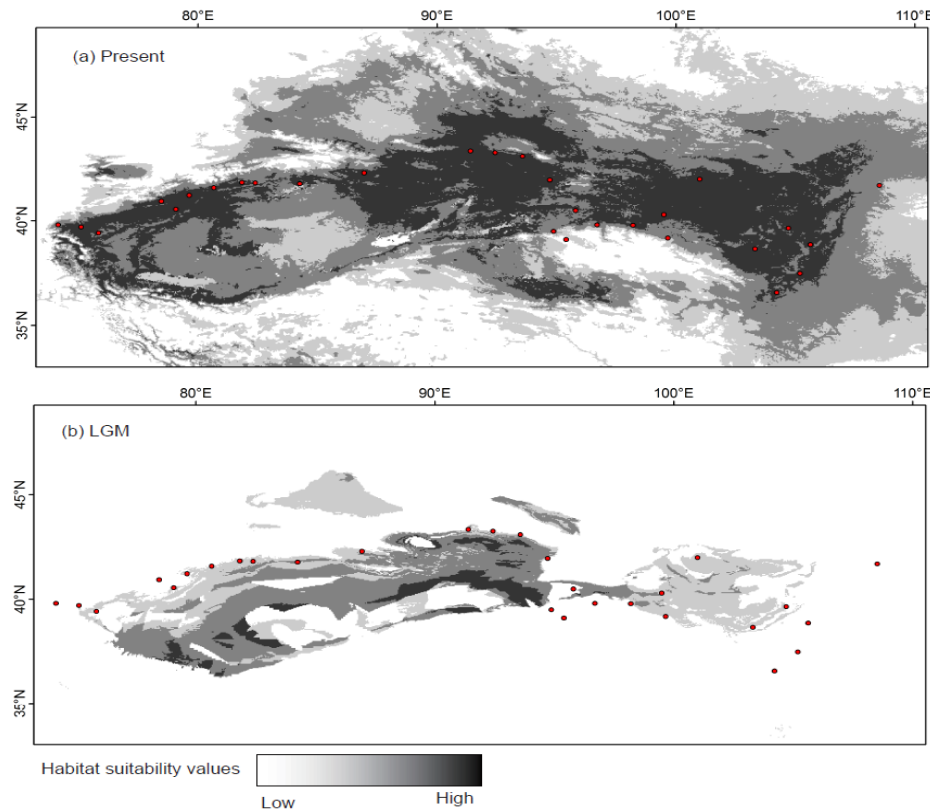 80°E 90°E 100°E 110°E
(a) Present
45°N
40°N
35°N
80°E 90°E 100°E 110°E
(b) LGM
45°N
40°N
35°N
Habitat suitability values
Low High